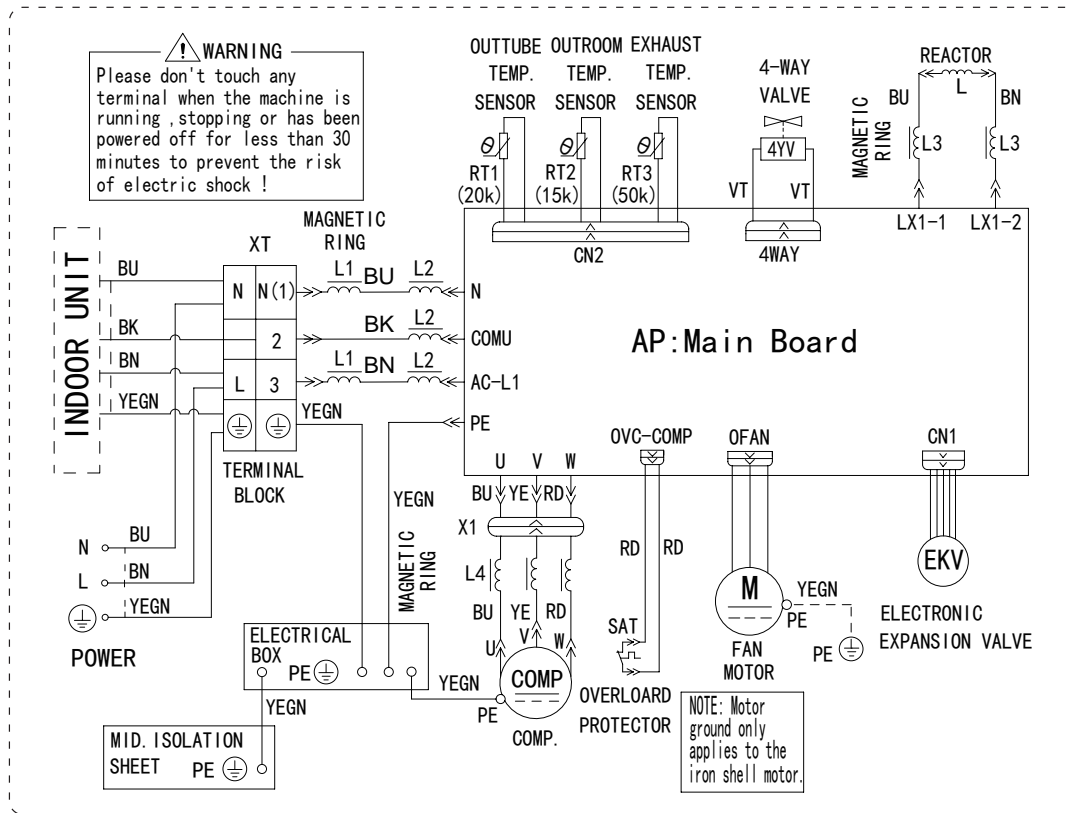 WARNING
Please don't touch any
terminal when the machine is
running ,stopping or has been
powered off for less than 30
minutes to prevent the risk
of electric shock !
OUTTUBE
TEMP.
SENSOR
OUTROOM
TEMP.
SENSOR
EXHAUST
TEMP.
SENSOR
RT1
(20k)
RT2
(15k)
RT3
(50k)
CN2
4-WAY
VALVE
4YV
VT
VT
4WAY
REACTOR
L
BU
BN
MAGNETIC
RING
L3
L3
LX1-1
LX1-2
INDOOR UNIT
BU
BK
BN
YEGN
XT
N
N(1)
2
L
3
TERMINAL
BLOCK
MAGNETIC
RING
L1
BU
L2
N
BK
L2
COMU
L1
BN
L2
AC-L1
YEGN
PE
AP:Main Board
U
V
W
OVC-COMP
OFAN
CN1
BU
YE
RD
X1
YEGN
MAGNETIC
RING
L4
BU
YE
RD
U
V
W
COMP
PE
COMP.
YEGN
RD
RD
SAT
OVERLOARD
PROTECTOR
M
FAN
MOTOR
YEGN
PE
PE
EKV
ELECTRONIC
EXPANSION VALVE
NOTE: Motor
ground only
applies to the
iron shell motor.
N
BU
L
BN
YEGN
POWER
ELECTRICAL
BOX
PE
YEGN
MID. ISOLATION
SHEET
PE